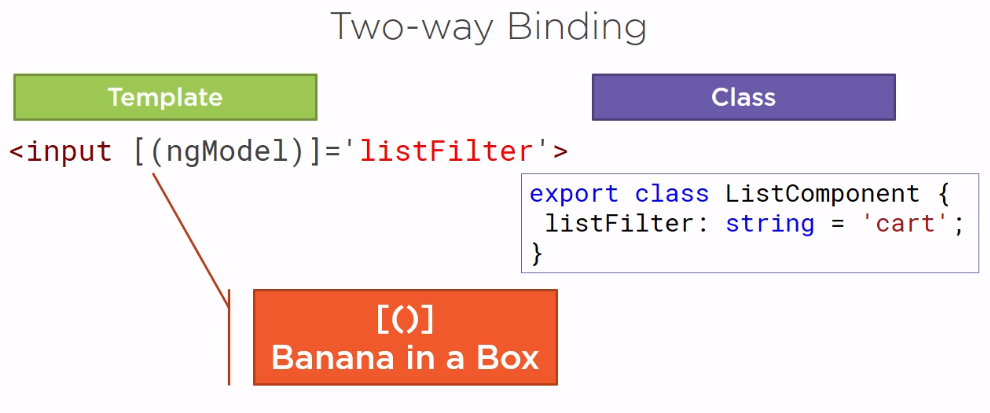 Two-way Binding
Template
Class
<input [(ngModel)]='listFilter'>
export class ListComponent {
listFilter: string = 'cart';
}
[()]
Banana in a Box